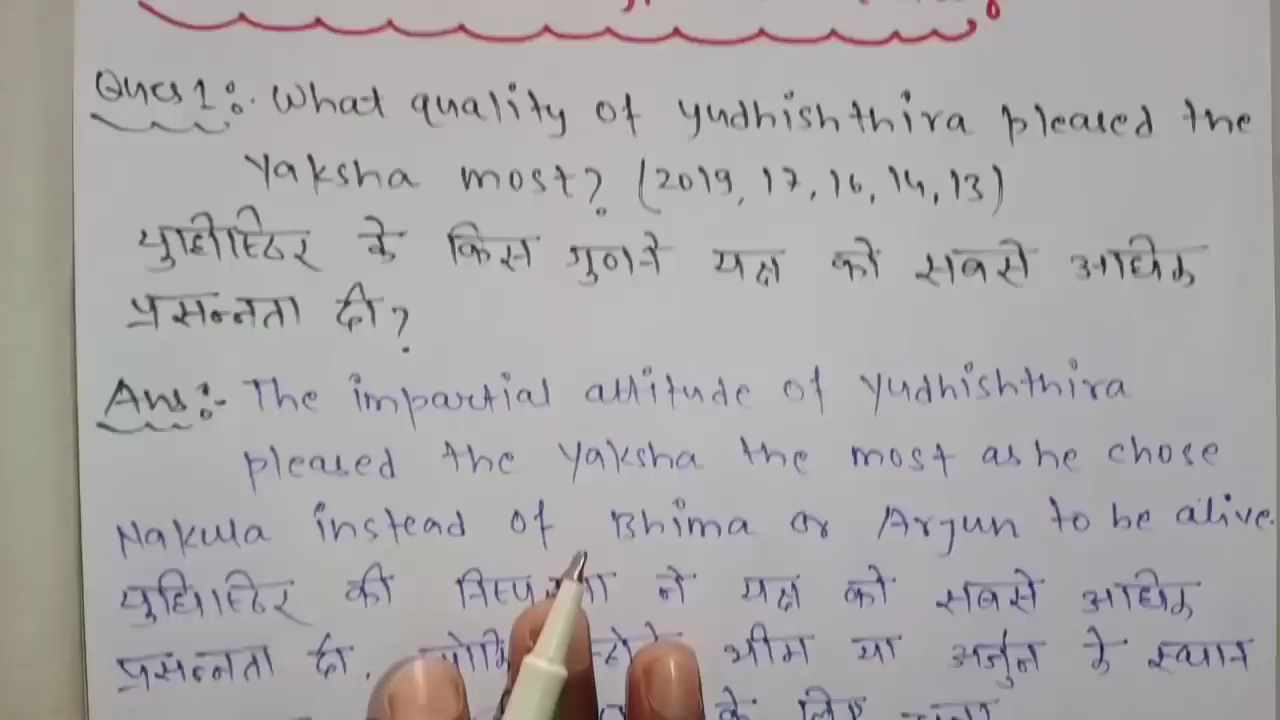 Ques 1:. What quality of yudhishthira pleased the
Yaksha most? (2019, 17, 16, 14, 13)
युधिष्ठिर के किस गुण ने यक्ष को सबसे अधिक
प्रसन्नता दी?
Ans:- The impartial attitude of Yudhishthira
pleased the Yaksha the most as he chose
Nakula instead of Bhima or Arjun to be alive.
युधिष्ठिर की ने यक्ष को सबसे अधिक
प्रसन्नता दी, भीम या अर्जुन के स्थान
के लिए